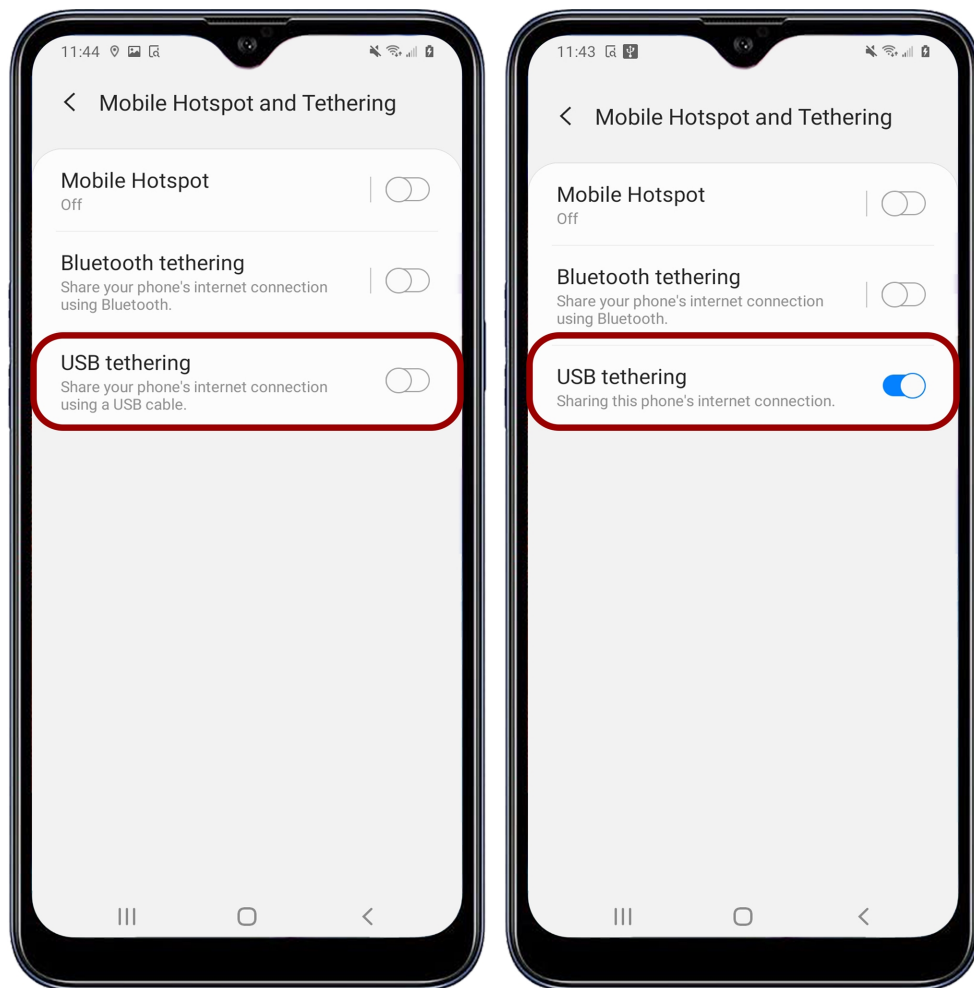 11:44
Mobile Hotspot and Tethering
Mobile Hotspot
Off
Bluetooth tethering
Share your phone's internet connection
using Bluetooth.
USB tethering
Share your phone's internet connection
using a USB cable.
11:43
Mobile Hotspot and Tethering
Mobile Hotspot
Off
Bluetooth tethering
Share your phone's internet connection
using Bluetooth.
USB tethering
Sharing this phone's internet connection.